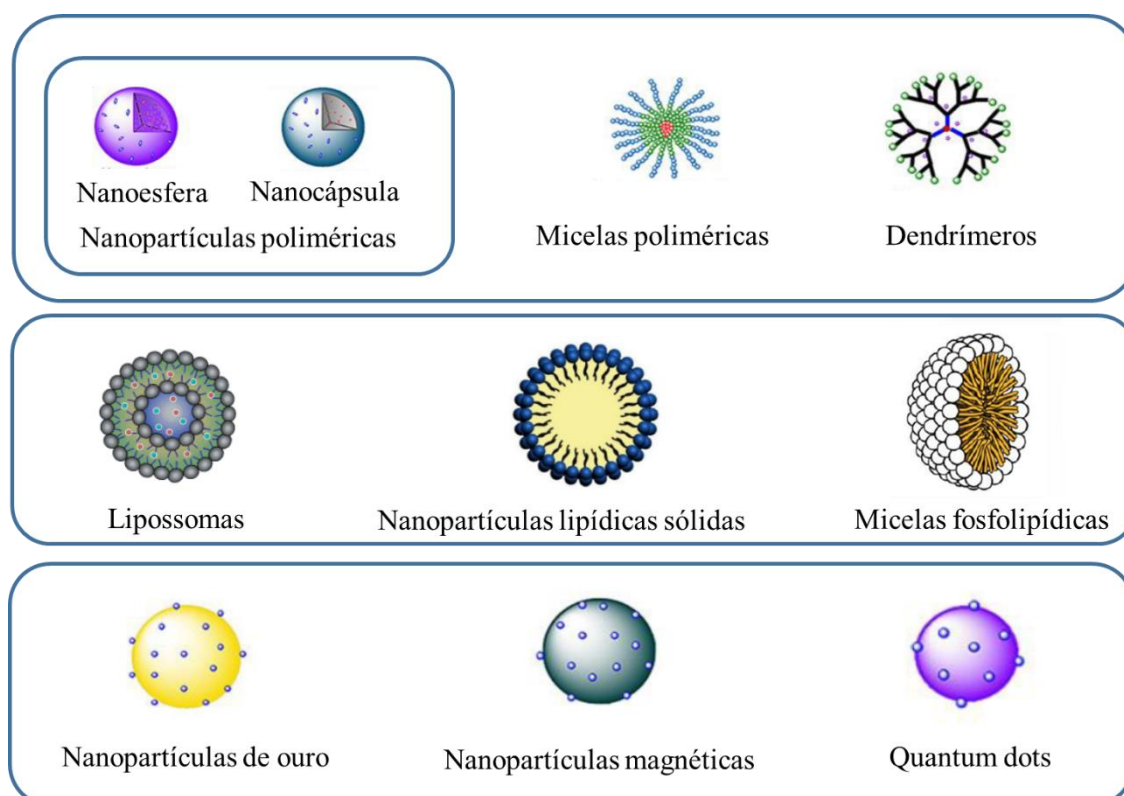 Nanoesfera
Nanocápsula
Nanopartículas poliméricas
Micelas poliméricas
Dendrímeros
Lipossomas
Nanopartículas lipídicas sólidas
Micelas fosfolipídicas
Nanopartículas de ouro
Nanopartículas magnéticas
Quantum dots